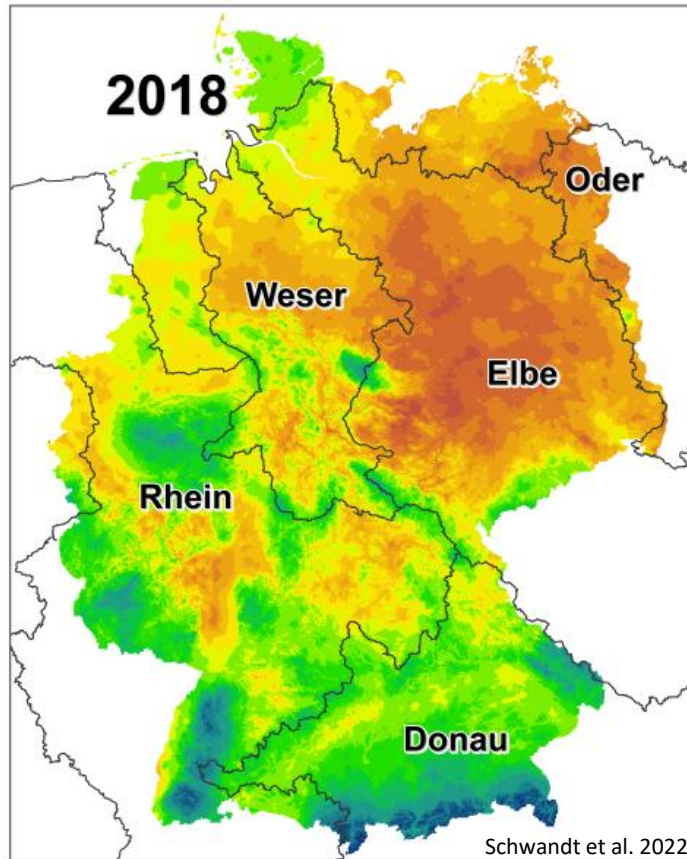 2018
Oder
Weser
Elbe
Rhein
Donau
Schwandt et al. 2022